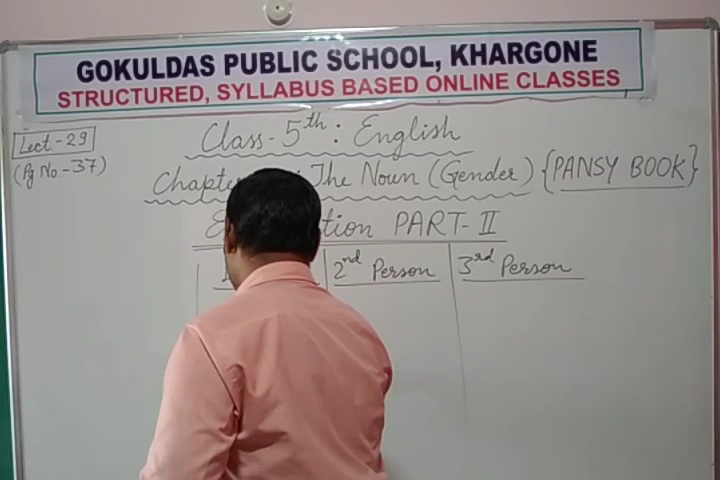 GOKULDAS PUBLIC SCHOOL, KHARGONE
STRUCTURED, SYLLABUS BASED ONLINE CLASSES
Lect.-29
(Pg No.-37)
Class-5th: English
The Noun (Gender) {PANSY BOOK}
PART-II
2nd Person 3rd Person